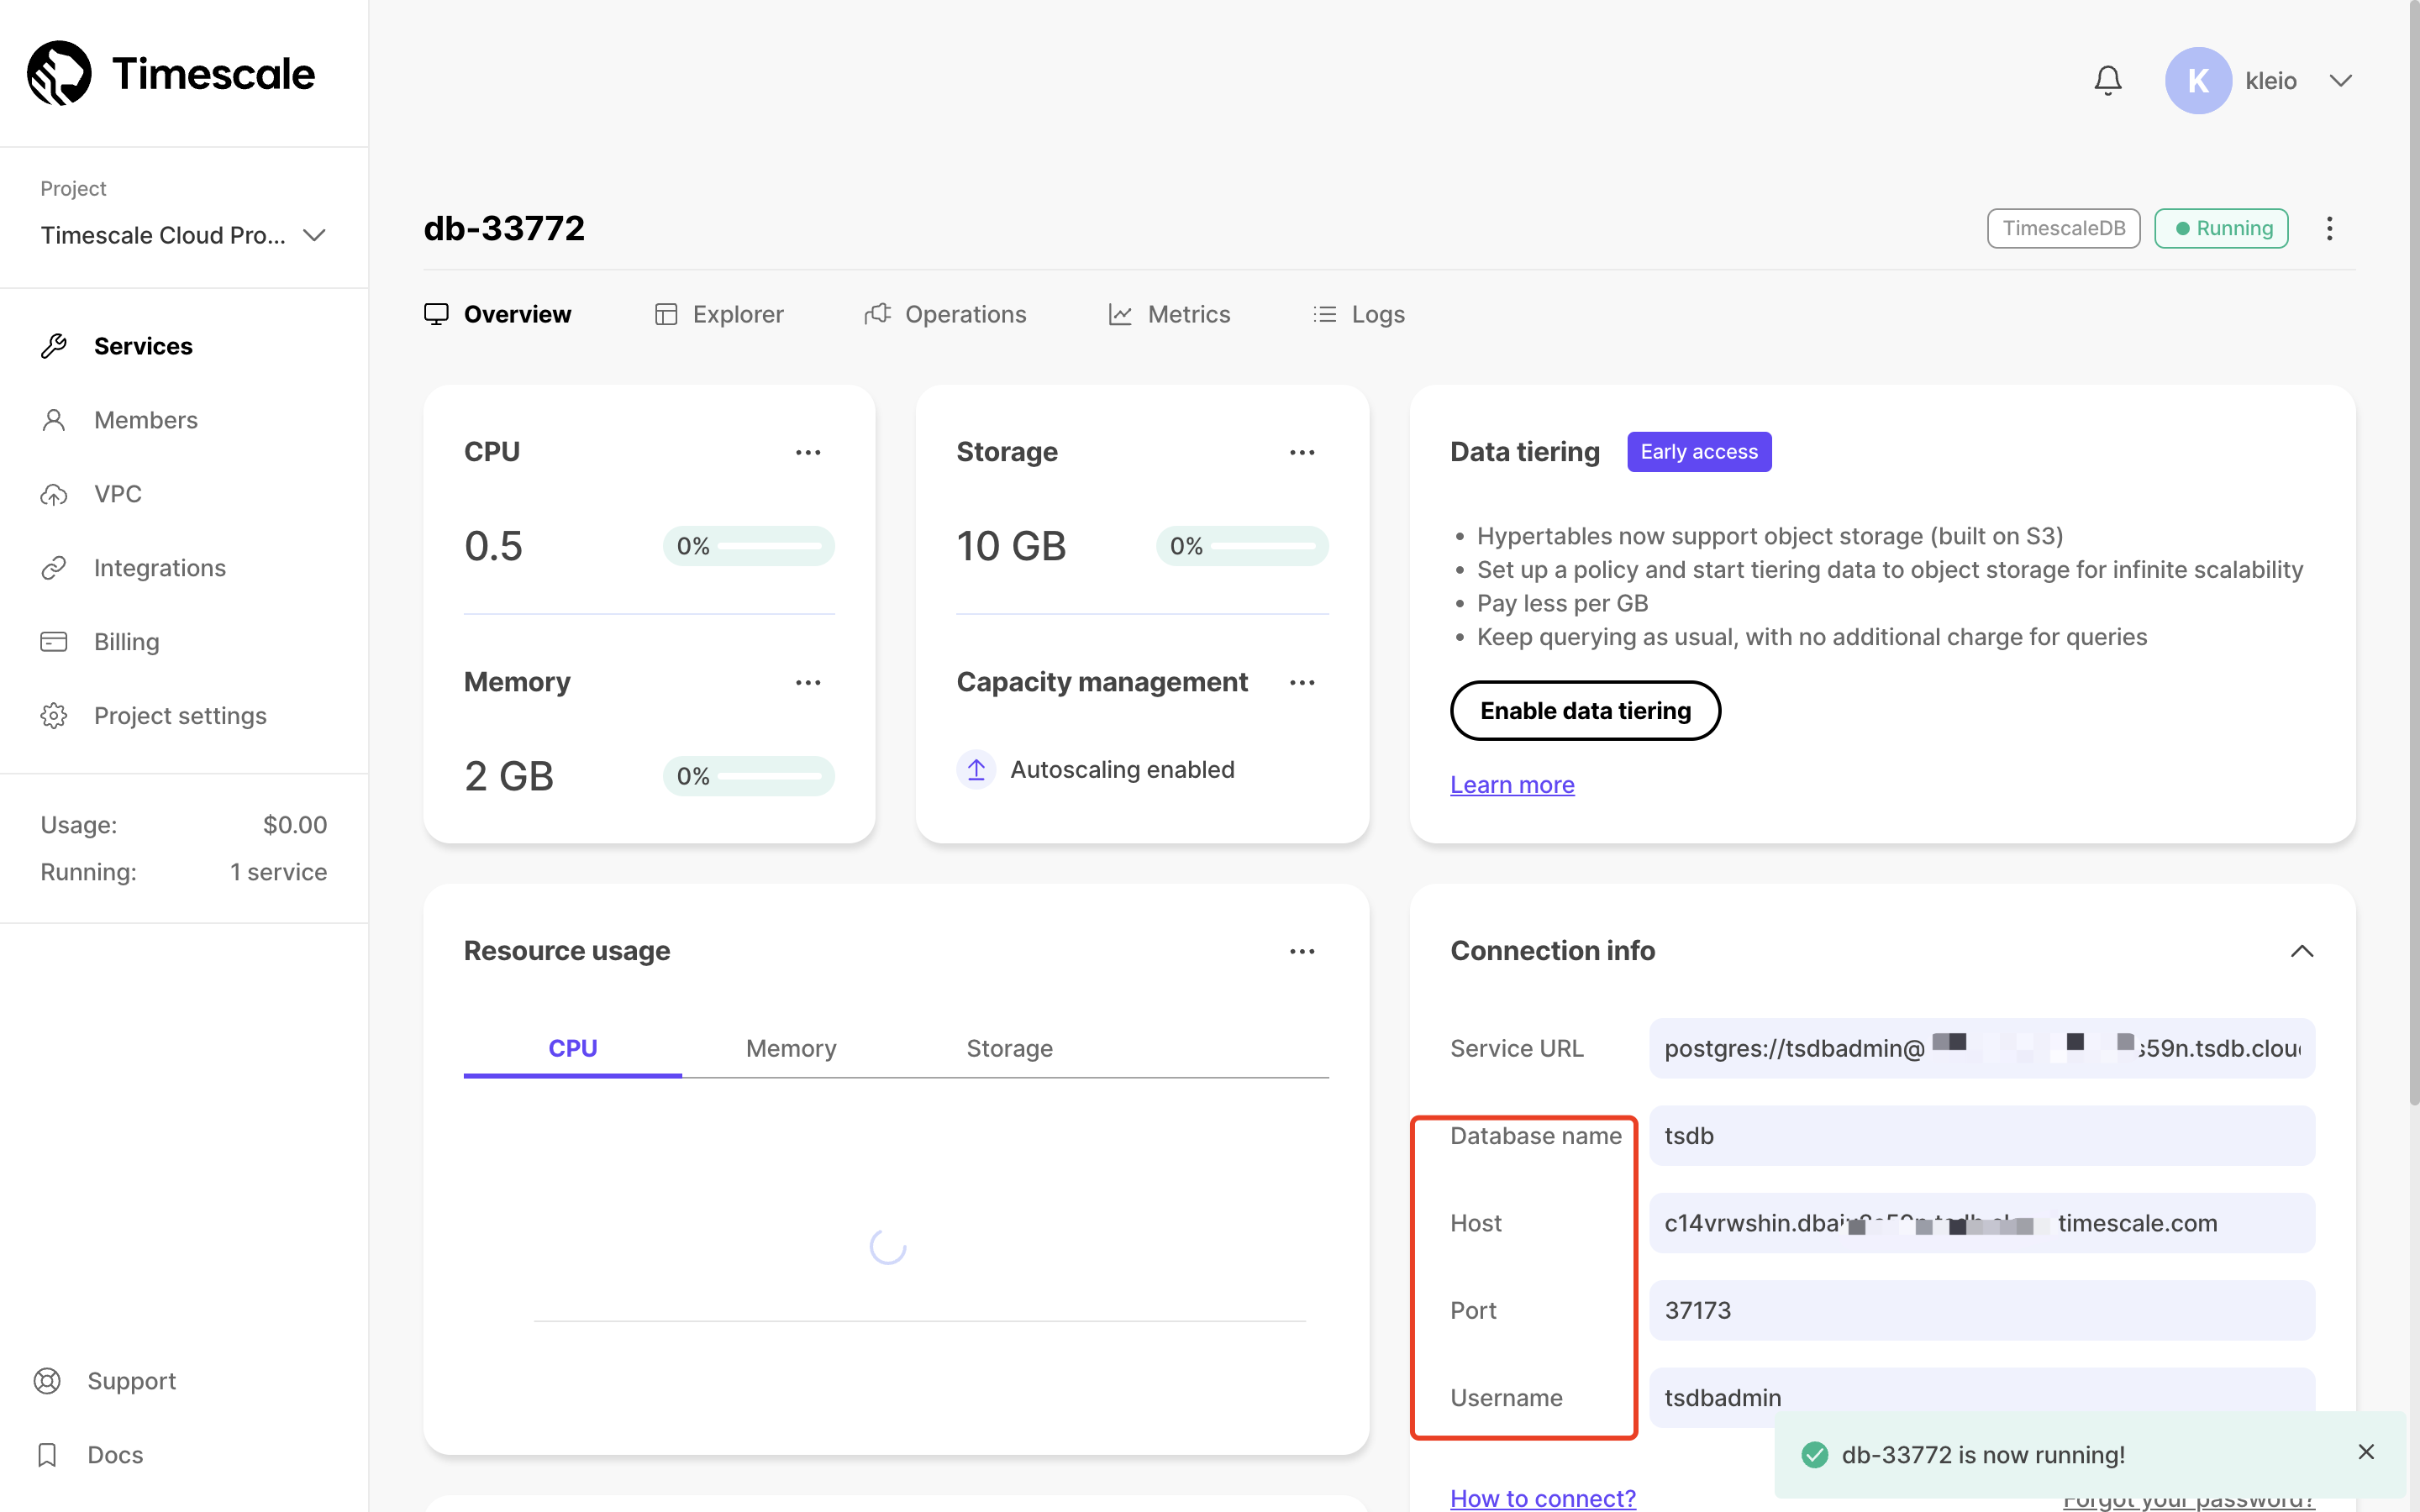 Timescale
K
kleio
Project
Timescale Cloud Pro...
Services
Members
VPC
Integrations
Billing
Project settings
Usage: $0.00
Running: 1 service
Support
Docs
db-33772
TimescaleDB
Running
Overview
Explorer
Operations
Metrics
Logs
CPU
0.5
0%
Memory
2 GB
0%
Storage
10 GB
0%
Capacity management
Autoscaling enabled
Data tiering
Early access
Hypertables now support object storage (built on S3)
Set up a policy and start tiering data to object storage for infinite scalability
Pay less per GB
Keep querying as usual, with no additional charge for queries
Enable data tiering
Learn more
Resource usage
CPU
Memory
Storage
Connection info
Service URL postgres://tsdbadmin@ s59n.tsdb.clou
Database name tsdb
Host c14vrwshin.dba timescale.com
Port 37173
Username tsdbadmin
How to connect?
Forgot your password?
db-33772 is now running!